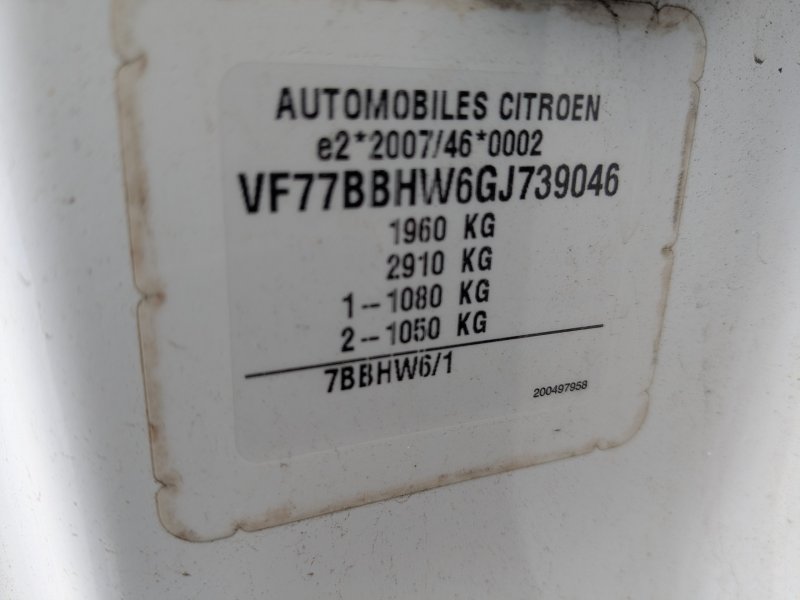 AUTOMOBILES CITROEN
e2*2007/46*0002
VF77BBHW6GJ739046
1960 KG
2910 KG
1--1080 KG
2--1050 KG
7BBHW6/1
200497958